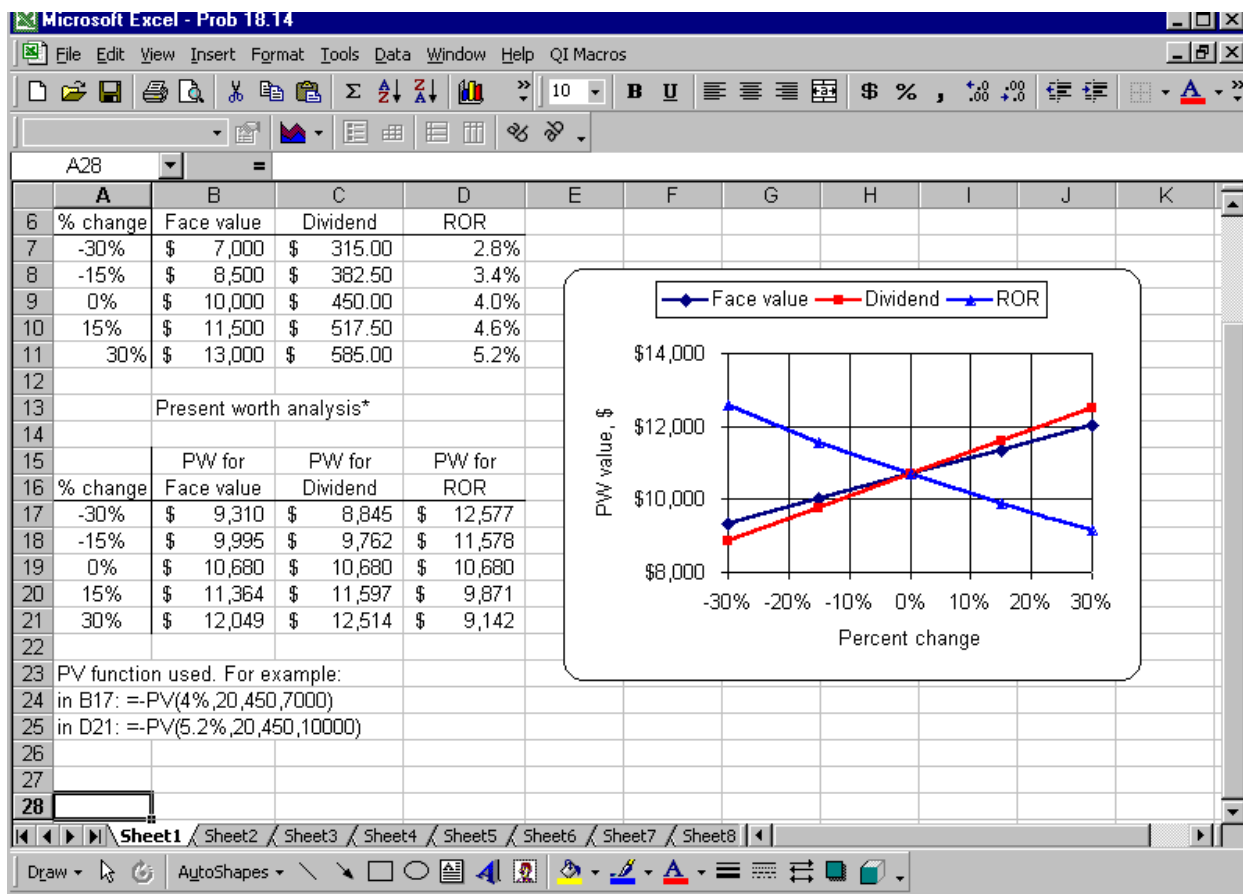 Microsoft Excel - Prob 18.14
File Edit View Insert Format Tools Data Window Help QI Macros
10 B U $ % ,
A28 =
A B C D E F G H I J K
6 % change Face value Dividend ROR
7 -30% $ 7,000 $ 315.00 2.8%
8 -15% $ 8,500 $ 382.50 3.4%
9 0% $ 10,000 $ 450.00 4.0%
10 15% $ 11,500 $ 517.50 4.6%
11 30% $ 13,000 $ 585.00 5.2%
12
13 Present worth analysis*
14
15 PW for PW for PW for
16 % change Face value Dividend ROR
17 -30% $ 9,310 $ 8,845 $ 12,577
18 -15% $ 9,995 $ 9,762 $ 11,578
19 0% $ 10,680 $ 10,680 $ 10,680
20 15% $ 11,364 $ 11,597 $ 9,871
21 30% $ 12,049 $ 12,514 $ 9,142
22
23 PV function used. For example:
24 in B17: =-PV(4%,20,450,7000)
25 in D21: =-PV(5.2%,20,450,10000)
26
27
28
Face value Dividend ROR
$14,000
$12,000
$10,000
$8,000
PW value, $
-30% -20% -10% 0% 10% 20% 30%
Percent change
Sheet1 Sheet2 Sheet3 Sheet4 Sheet5 Sheet6 Sheet7 Sheet8
Draw AutoShapes A A